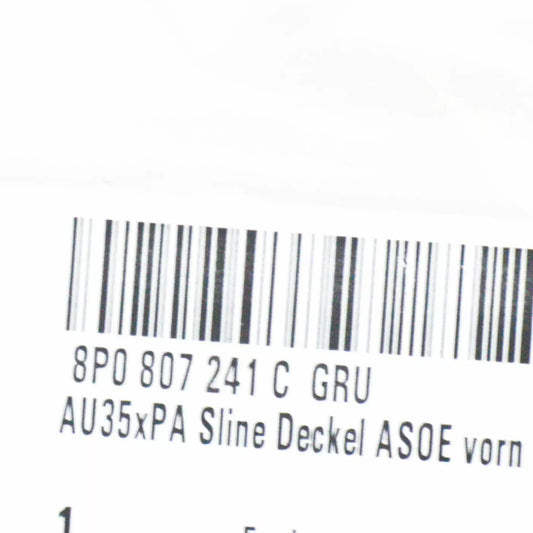 8P0 807 241 C GRU
AU35xPA Sline Deckel ASOE vorn
1